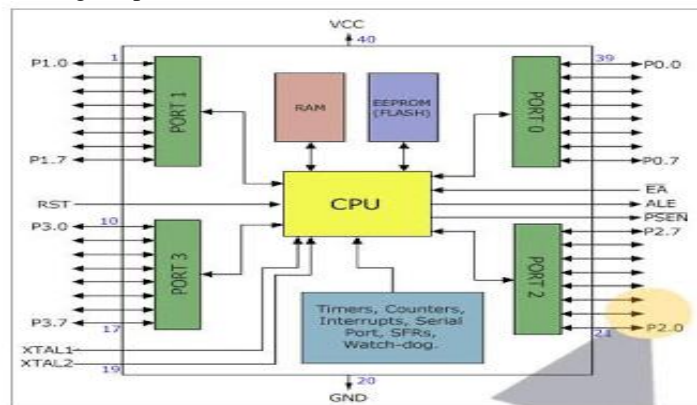 VCC
40
P1.0
1
PORT 1
P1.7
RAM
EEPROM
(FLASH)
39
P0.0
PORT 0
P0.7
CPU
RST
EA
ALE
PSEN
P3.0
10
PORT 3
P3.7
17
P2.7
PORT 2
P2.0
24
Timers, Counters,
Interrupts, Serial
Port, SFRs,
Watch-dog.
XTAL1
XTAL2
19
20
GND